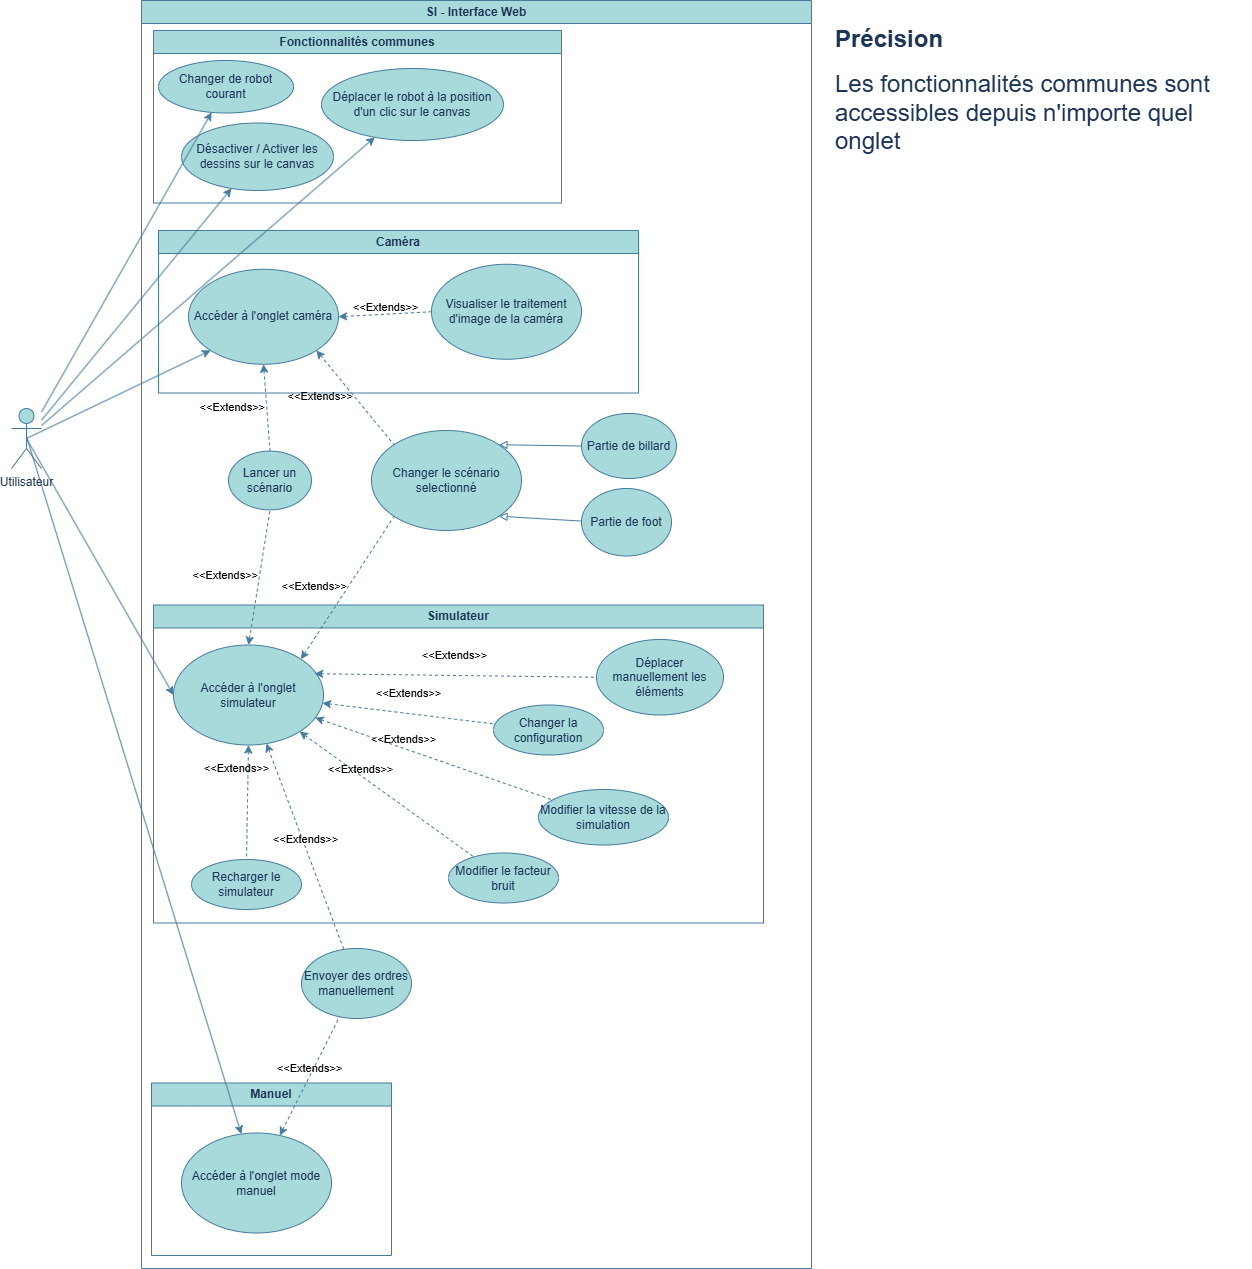 SI - Interface Web
Précision
Les fonctionnalités communes sont
accessibles depuis n'importe quel
onglet
Fonctionnalités communes
Changer de robot
courant
Déplacer le robot à la position
d'un clic sur le canvas
Désactiver / Activer les
dessins sur le canvas
Caméra
Accéder à l'onglet caméra
<<Extends>>
Visualiser le traitement
d'image de la caméra
<<Extends>>
<<Extends>>
Utilisateur
Lancer un
scénario
Changer le scénario
selectionné
Partie de billard
Partie de foot
<<Extends>>
<<Extends>>
Simulateur
Accéder à l'onglet
simulateur
<<Extends>>
Déplacer
manuellement les
éléments
<<Extends>>
Changer la
configuration
<<Extends>>
Modifier la vitesse de la
simulation
<<Extends>>
Modifier le facteur
bruit
<<Extends>>
Recharger le
simulateur
<<Extends>>
Envoyer des ordres
manuellement
<<Extends>>
Manuel
Accéder à l'onglet mode
manuel